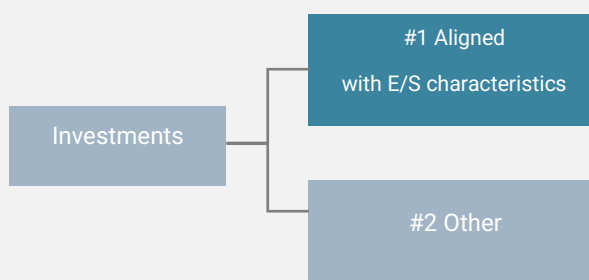 Investments
#1 Aligned
with E/S characteristics
#2 Other